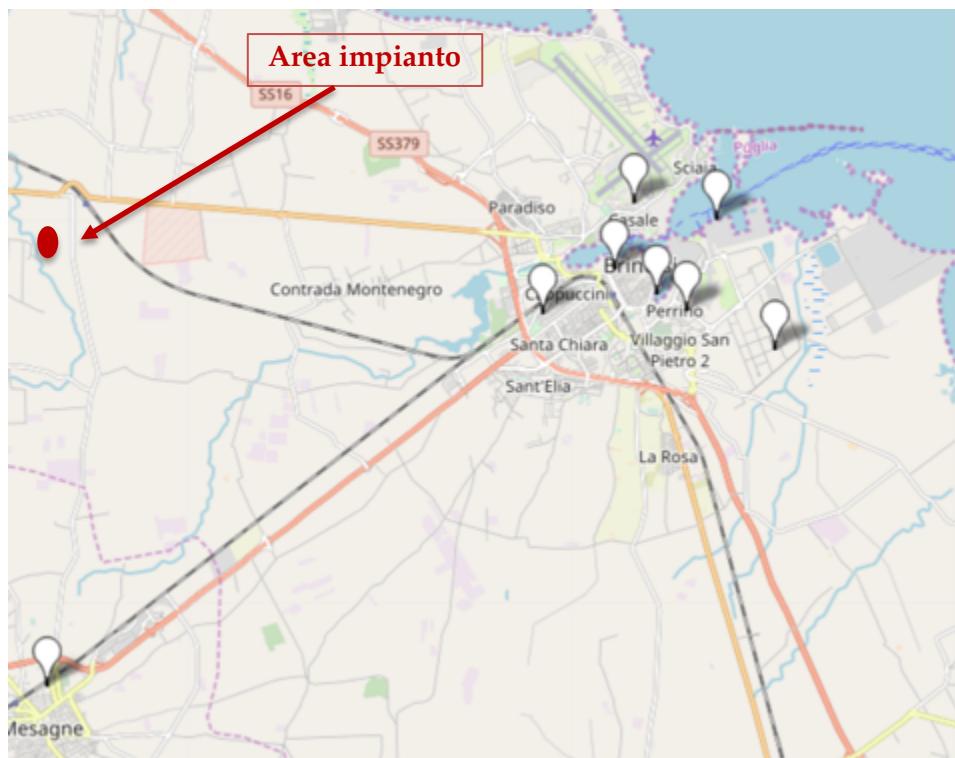 Area impianto
SS16
SS379
Puglia
Sciaia
Paradiso
Casale
Contrada Montenegro
Cappuccini
Perrino
Santa Chiara
Villaggio San
Pietro 2
Sant'Elia
La Rosa
Mesagne